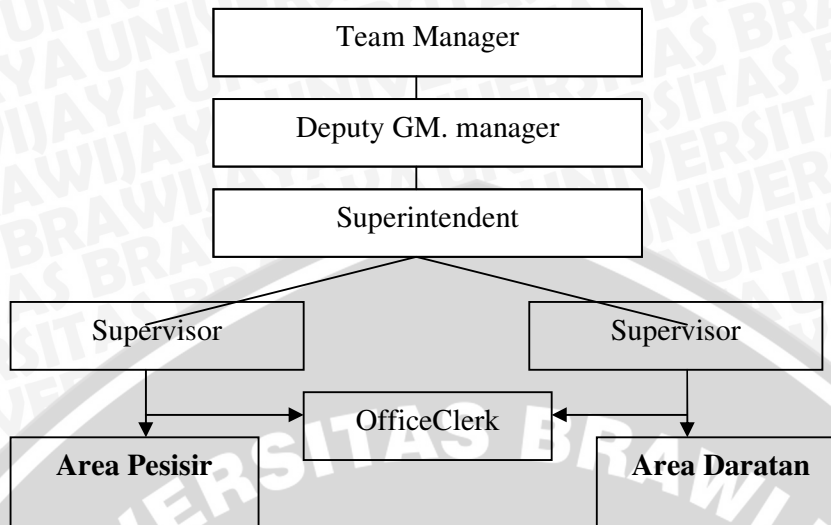 Team Manager
Deputy GM. manager
Superintendent
Supervisor
Supervisor
OfficeClerk
Area Pesisir
Area Daratan